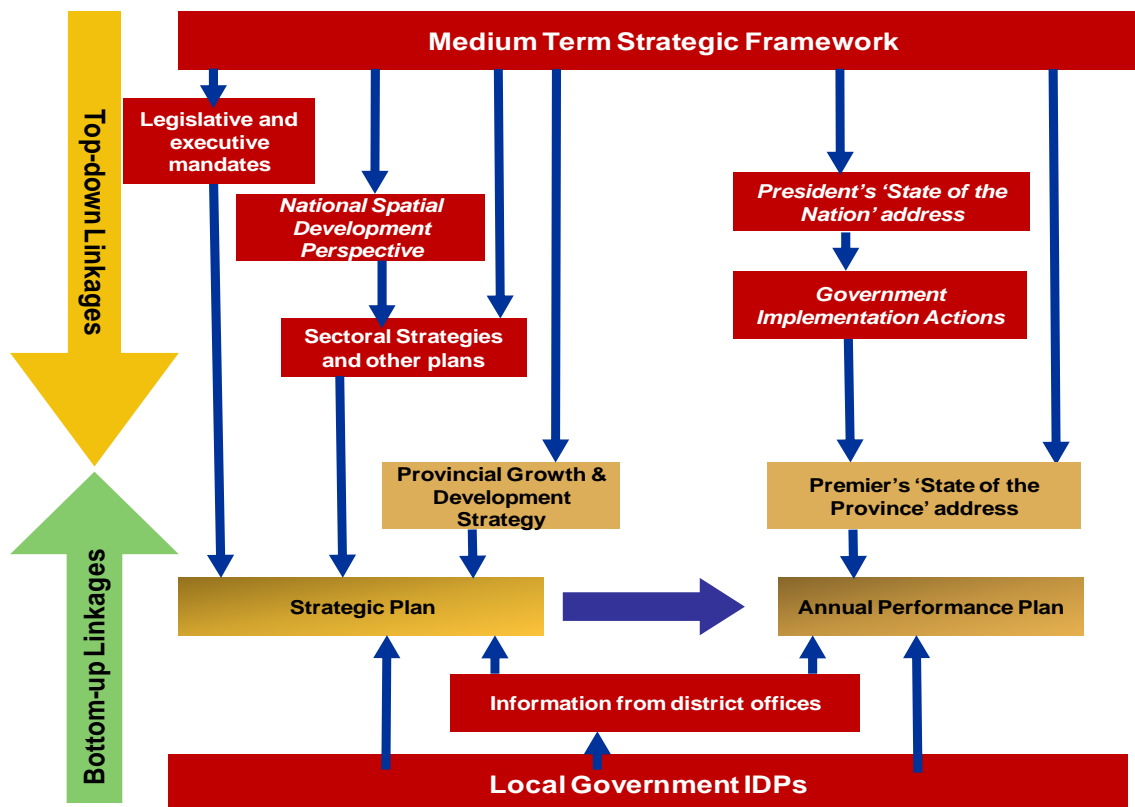 Medium Term Strategic Framework
Top-down Linkages
Legislative and
executive
mandates
National Spatial
Development
Perspective
President's 'State of the
Nation' address
Government
Implementation Actions
Sectoral Strategies
and other plans
Provincial Growth &
Development
Strategy
Premier's 'State of the
Province' address
Bottom-up Linkages
Strategic Plan
Annual Performance Plan
Information from district offices
Local Government IDPs